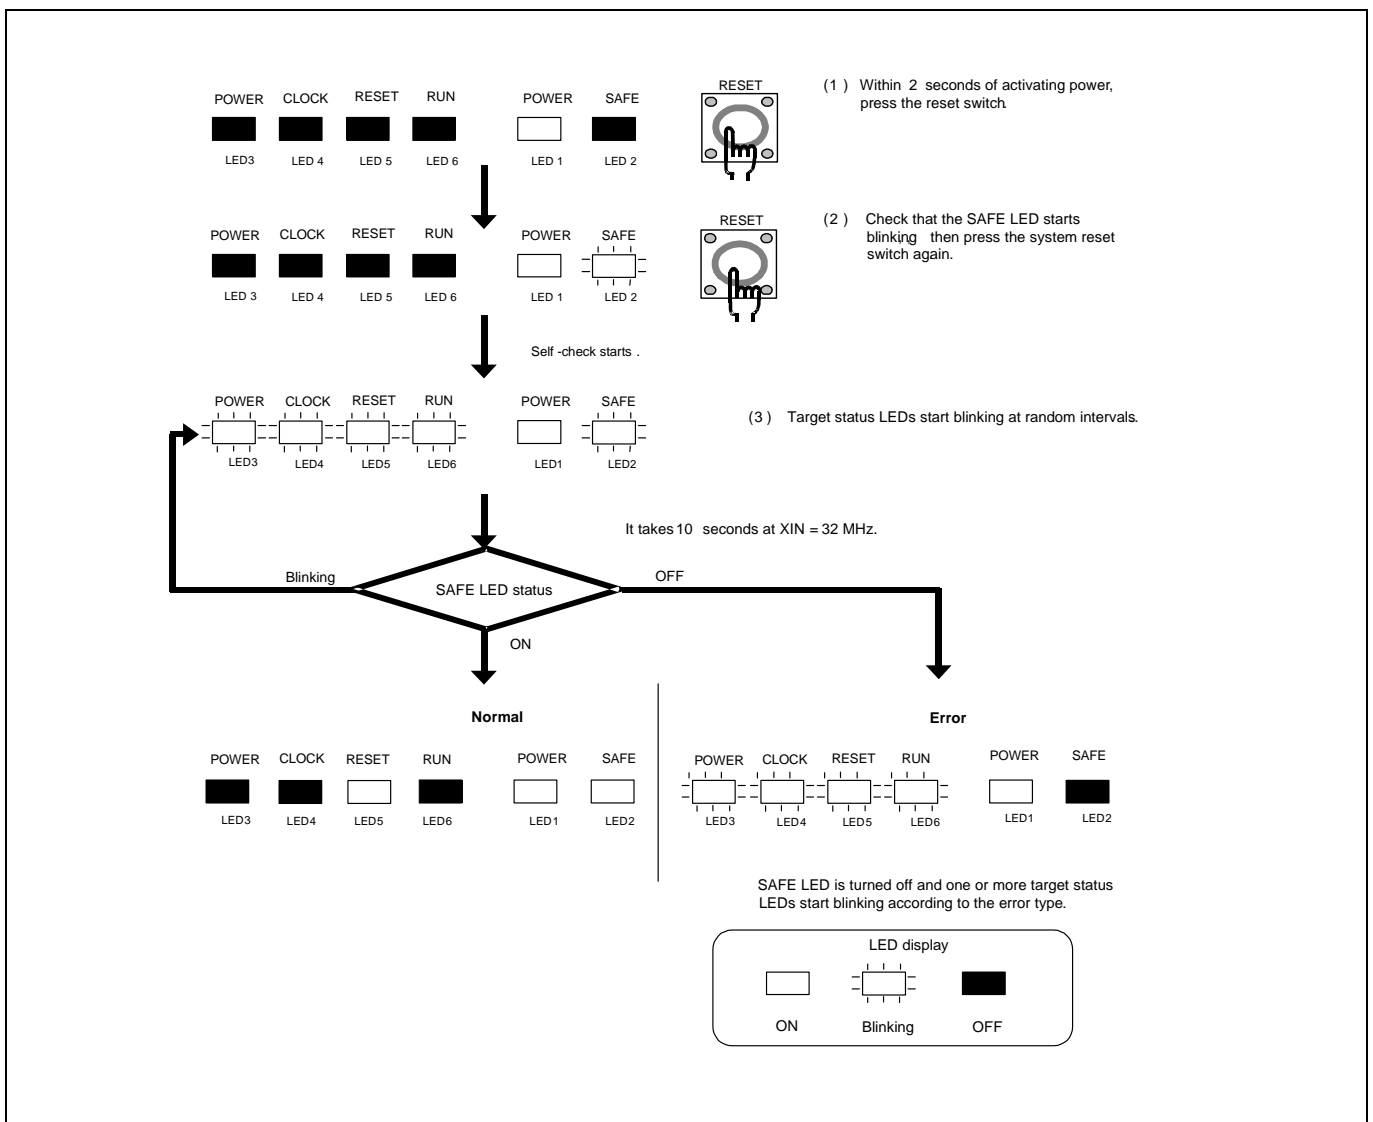 POWER CLOCK RESET RUN POWER SAFE
LED3 LED 4 LED 5 LED 6 LED 1 LED 2
RESET
(1) Within 2 seconds of activating power,
press the reset switch.
POWER CLOCK RESET RUN POWER SAFE
LED 3 LED 4 LED 5 LED 6 LED 1 LED 2
RESET
(2) Check that the SAFE LED starts
blinking, then press the system reset
switch again.
Self -check starts .
POWER CLOCK RESET RUN POWER SAFE
LED3 LED4 LED5 LED6 LED1 LED2
(3) Target status LEDs start blinking at random intervals.
It takes 10 seconds at XIN = 32 MHz.
Blinking
SAFE LED status
OFF
ON
Normal
POWER CLOCK RESET RUN POWER SAFE
LED3 LED4 LED5 LED6 LED1 LED2
Error
POWER CLOCK RESET RUN POWER SAFE
LED3 LED4 LED5 LED6 LED1 LED2
SAFE LED is turned off and one or more target status
LEDs start blinking according to the error type.
LED display
ON Blinking OFF